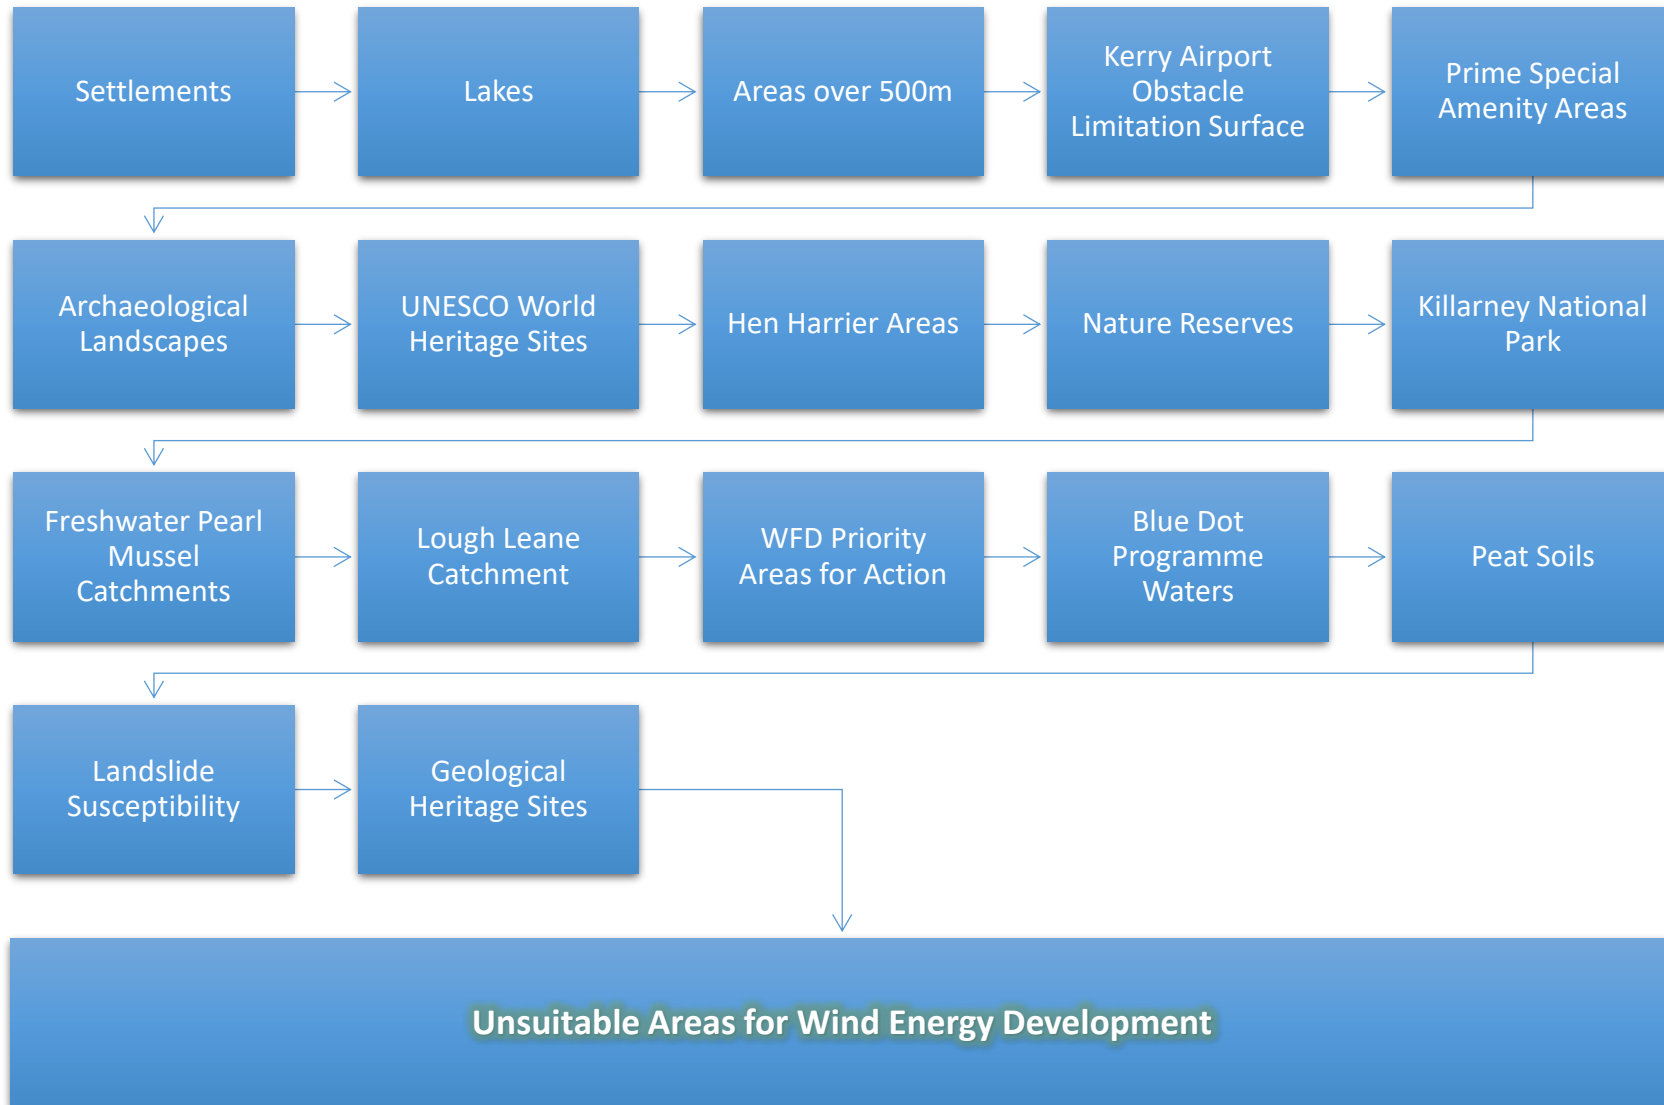 Settlements
Lakes
Areas over 500m
Kerry Airport
Obstacle
Limitation Surface
Prime Special
Amenity Areas
Archaeological
Landscapes
UNESCO World
Heritage Sites
Hen Harrier Areas
Nature Reserves
Killarney National
Park
Freshwater Pearl
Mussel
Catchments
Lough Leane
Catchment
WFD Priority
Areas for Action
Blue Dot
Programme
Waters
Peat Soils
Landslide
Susceptibility
Geological
Heritage Sites
Unsuitable Areas for Wind Energy Development